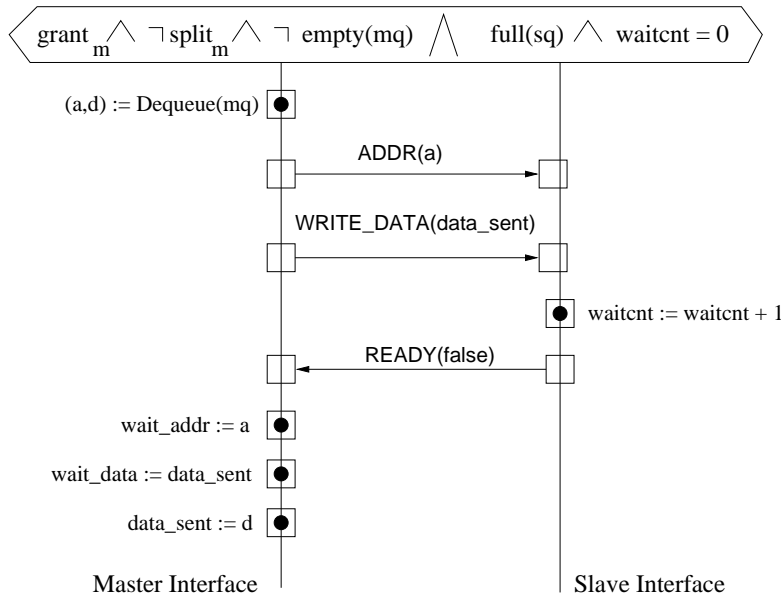 grant_m ∧ ¬ split_m ∧ ¬ empty(mq) ⋀ full(sq) ∧ waitcnt = 0
(a,d) := Dequeue(mq)
ADDR(a)
WRITE_DATA(data_sent)
waitcnt := waitcnt + 1
READY(false)
wait_addr := a
wait_data := data_sent
data_sent := d
Master Interface
Slave Interface